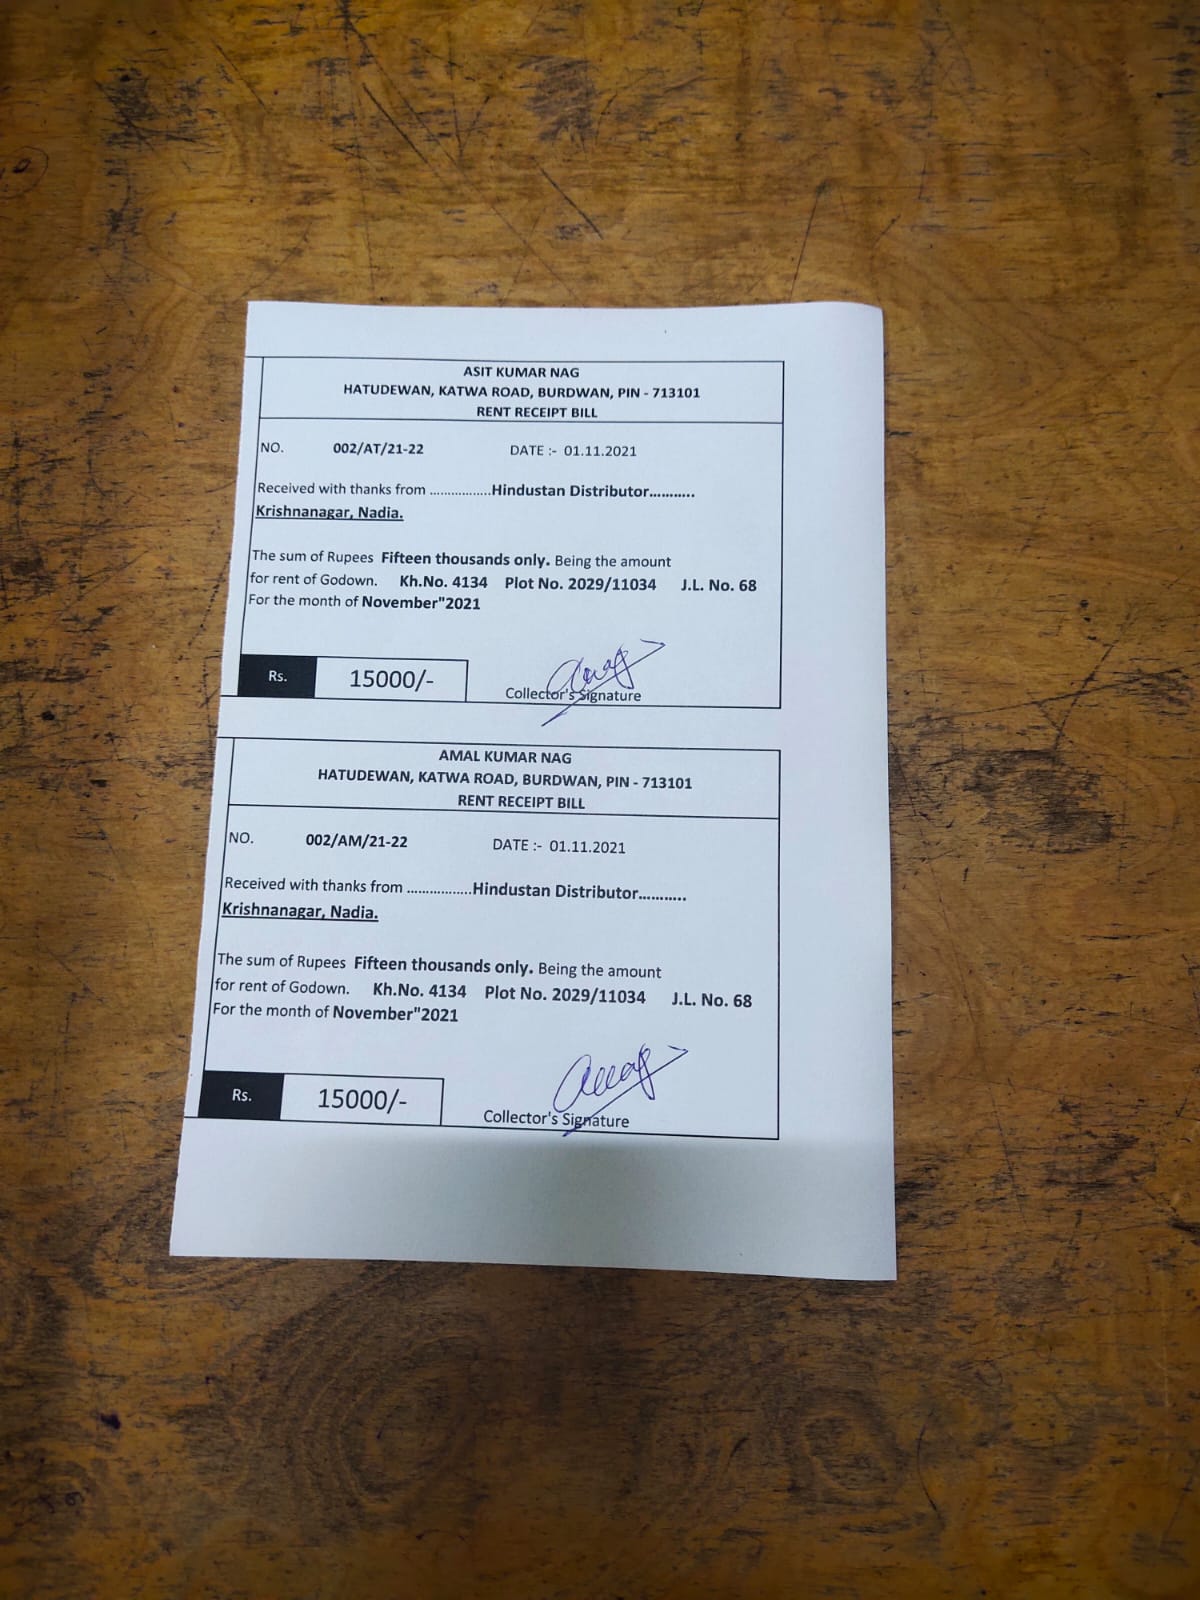 ASIT KUMAR NAG
HATUDEWAN, KATWA ROAD, BURDWAN, PIN - 713101
RENT RECEIPT BILL
NO. 002/AT/21-22 DATE :- 01.11.2021
Received with thanks from .................Hindustan Distributor...........
Krishnanagar, Nadia.
The sum of Rupees Fifteen thousands only. Being the amount
for rent of Godown. Kh.No. 4134 Plot No. 2029/11034 J.L. No. 68
For the month of November"2021
Rs. 15000/-
Collector's Signature
AMAL KUMAR NAG
HATUDEWAN, KATWA ROAD, BURDWAN, PIN - 713101
RENT RECEIPT BILL
NO. 002/AM/21-22 DATE :- 01.11.2021
Received with thanks from .................Hindustan Distributor...........
Krishnanagar, Nadia.
The sum of Rupees Fifteen thousands only. Being the amount
for rent of Godown. Kh.No. 4134 Plot No. 2029/11034 J.L. No. 68
For the month of November"2021
Rs. 15000/-
Collector's Signature